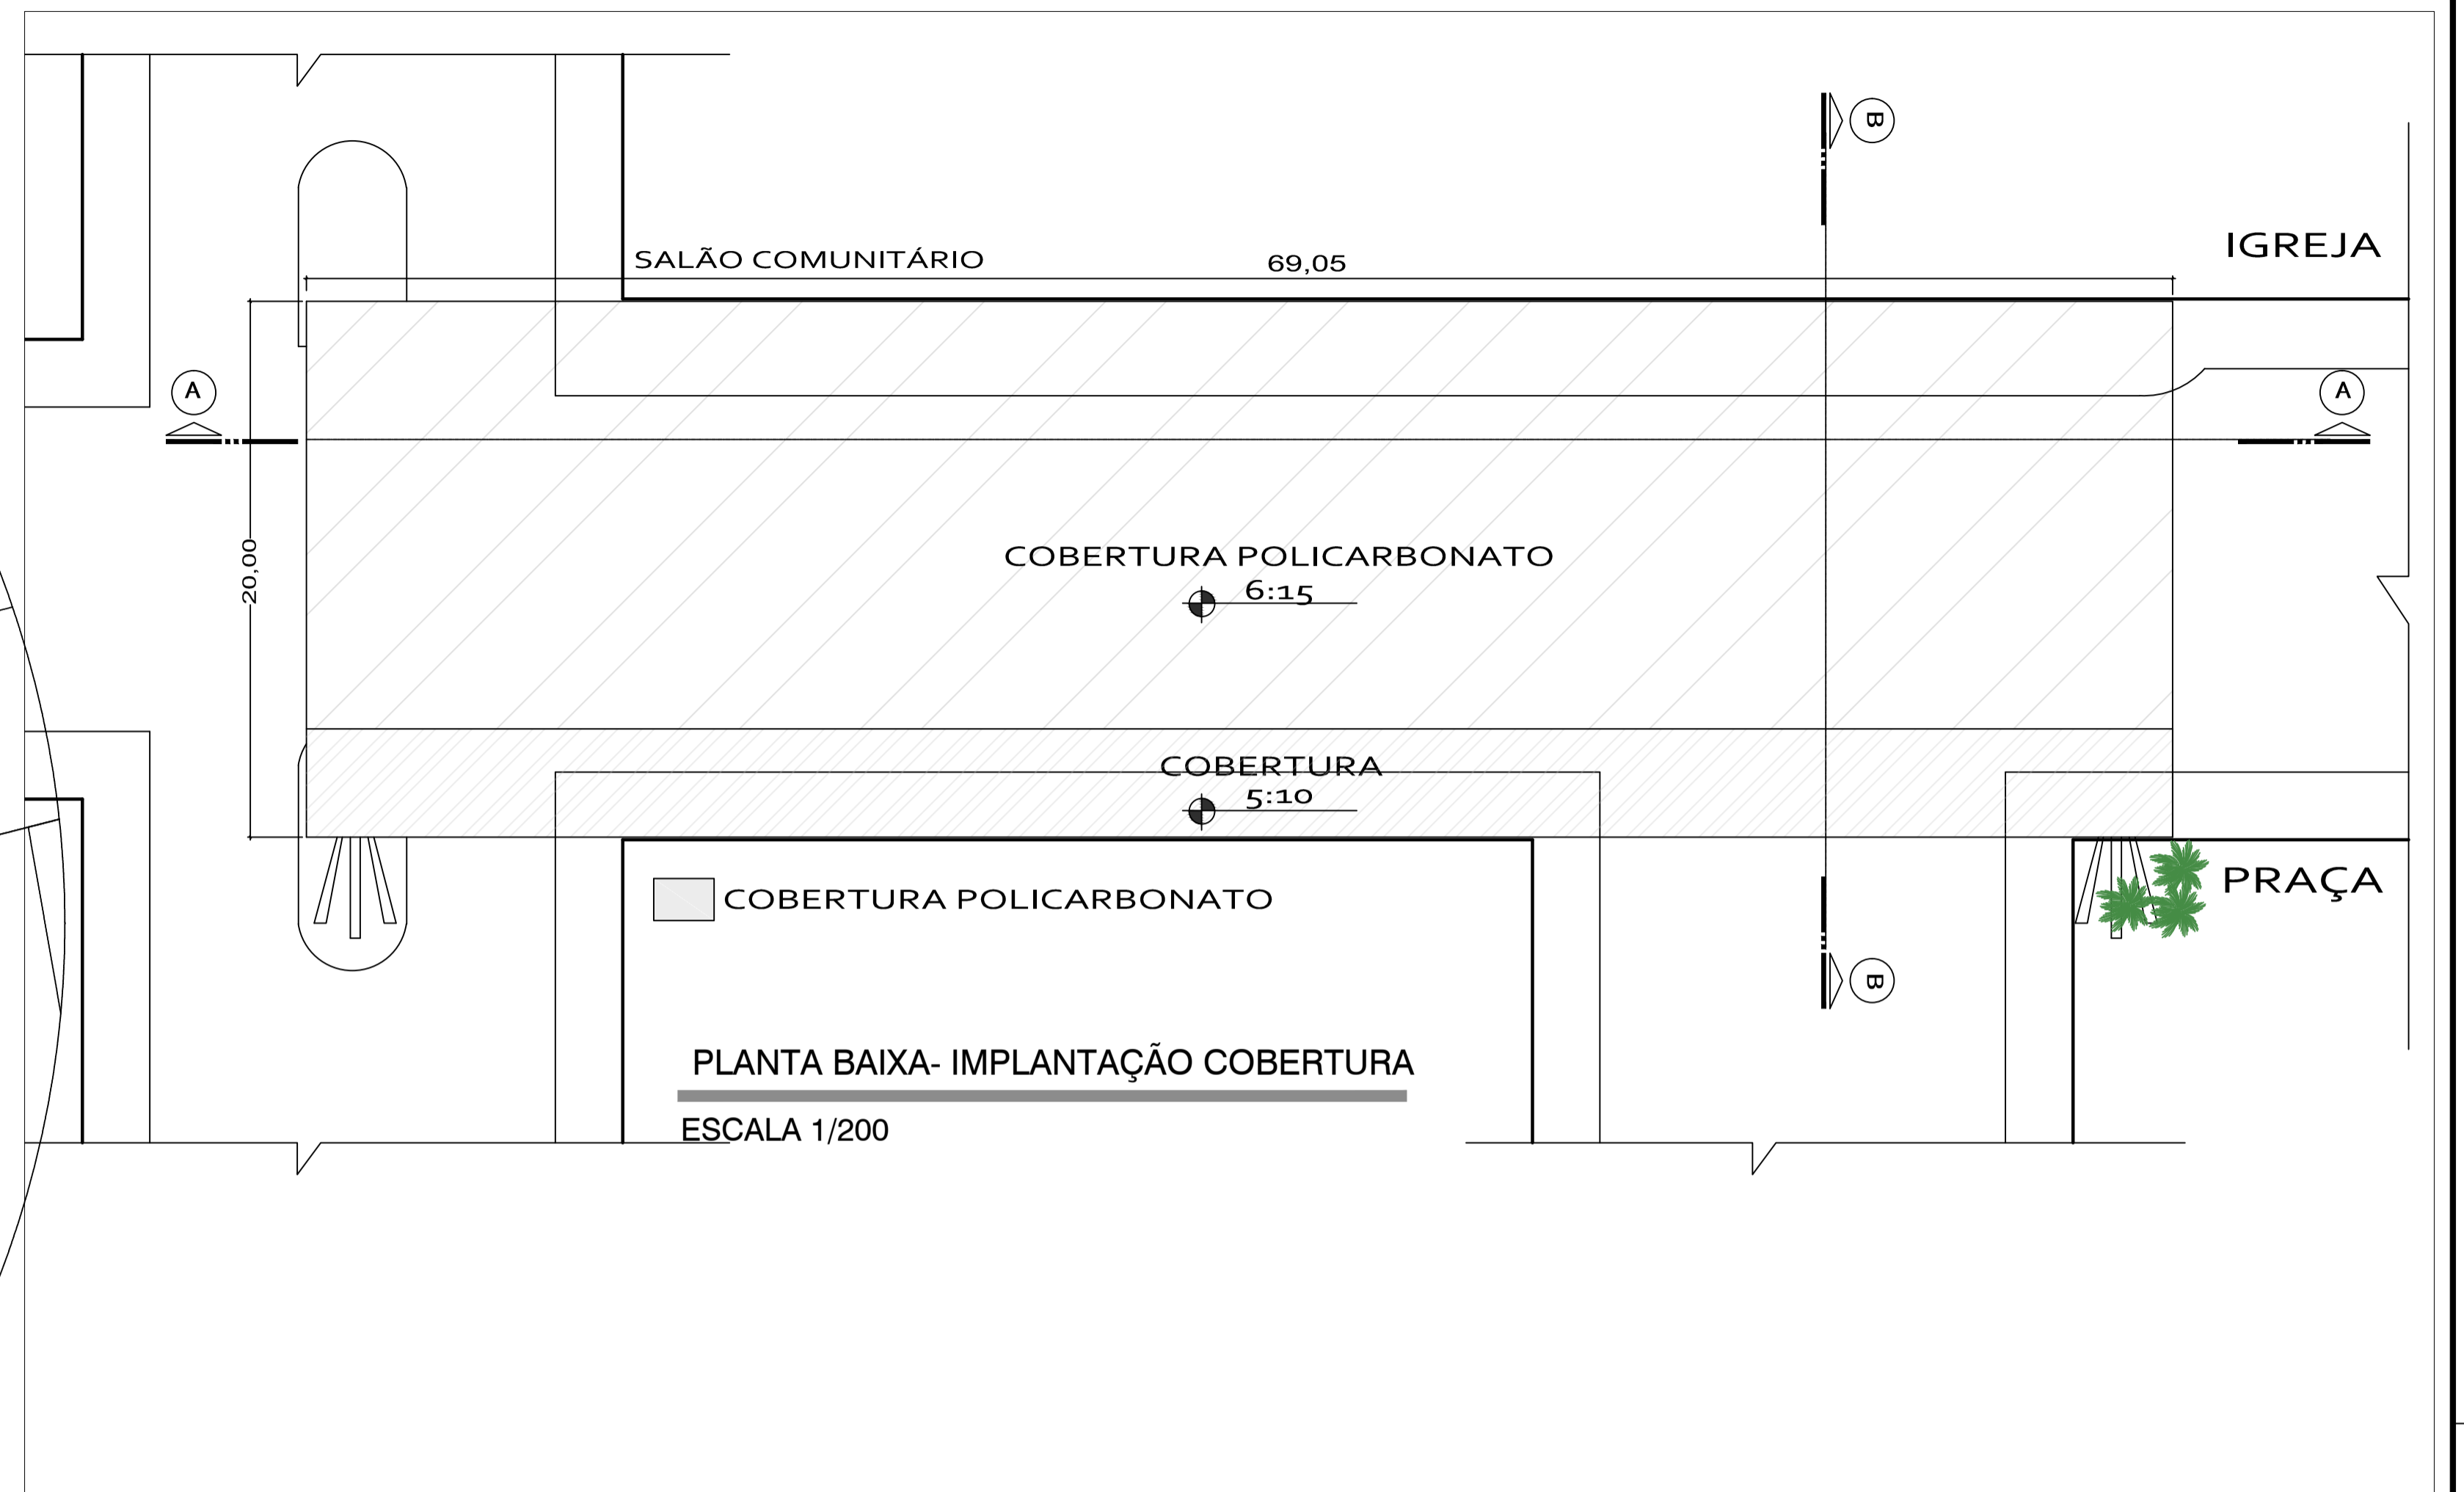 B
IGREJA
SALÃO COMUNITÁRIO
69,05
A
A
20,00
COBERTURA POLICARBONATO
6:15
COBERTURA
5:10
COBERTURA POLICARBONATO
PRAÇA
B
PLANTA BAIXA- IMPLANTAÇÃO COBERTURA
ESCALA 1/200